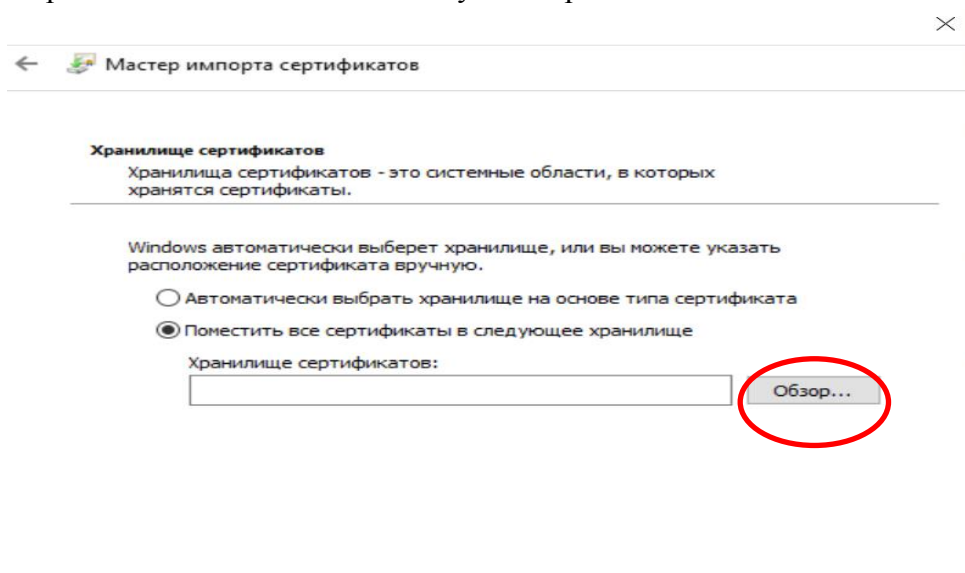 Мастер импорта сертификатов
Хранилище сертификатов
Хранилища сертификатов - это системные области, в которых
хранятся сертификаты.
Windows автоматически выберет хранилище, или вы можете указать
расположение сертификата вручную.
Автоматически выбрать хранилище на основе типа сертификата
Поместить все сертификаты в следующее хранилище
Хранилище сертификатов:
Обзор...